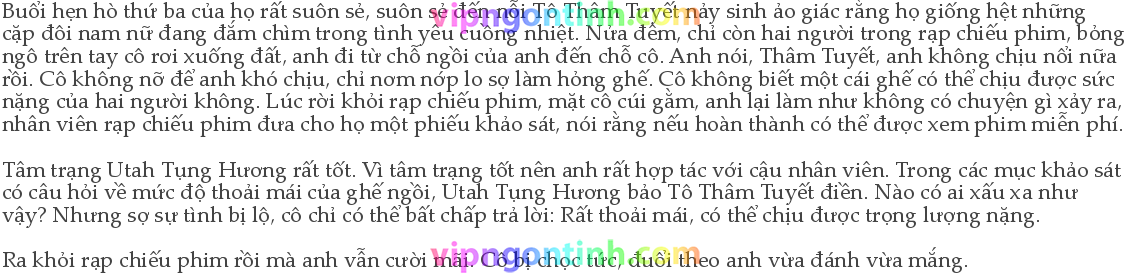 Buổi hẹn hò thứ ba của họ rất suôn sẻ, suôn sẻ đến nỗi Tô Thâm Tuyết nảy sinh ảo giác rằng họ giống hệt những
cặp đôi nam nữ đang đắm chìm trong tình yêu cuồng nhiệt. Nửa đêm, chỉ còn hai người trong rạp chiếu phim, bỏng
ngô trên tay cô rơi xuống đất, anh đi từ chỗ ngồi của anh đến chỗ cô. Anh nói, Thâm Tuyết, anh không chịu nổi nữa
rồi. Cô không nỡ để anh khó chịu, chỉ nơm nớp lo sợ làm hỏng ghế. Cô không biết một cái ghế có thể chịu được sức
nặng của hai người không. Lúc rời khỏi rạp chiếu phim, mặt cô cúi gằm, anh lại làm như không có chuyện gì xảy ra,
nhân viên rạp chiếu phim đưa cho họ một phiếu khảo sát, nói rằng nếu hoàn thành có thể được xem phim miễn phí.
Tâm trạng Utah Tụng Hương rất tốt. Vì tâm trạng tốt nên anh rất hợp tác với cậu nhân viên. Trong các mục khảo sát
có câu hỏi về mức độ thoải mái của ghế ngồi, Utah Tụng Hương bảo Tô Thâm Tuyết điền. Nào có ai xấu xa như
vậy? Nhưng sợ sự tình bị lộ, cô chỉ có thể bất chấp trả lời: Rất thoải mái, có thể chịu được trọng lượng nặng.
Ra khỏi rạp chiếu phim rồi mà anh vẫn cười mãi. Cô bị chọc tức, đuổi theo anh vừa đánh vừa mắng.
vipngontinh.com
vipngontinh.com
vipngontinh.com